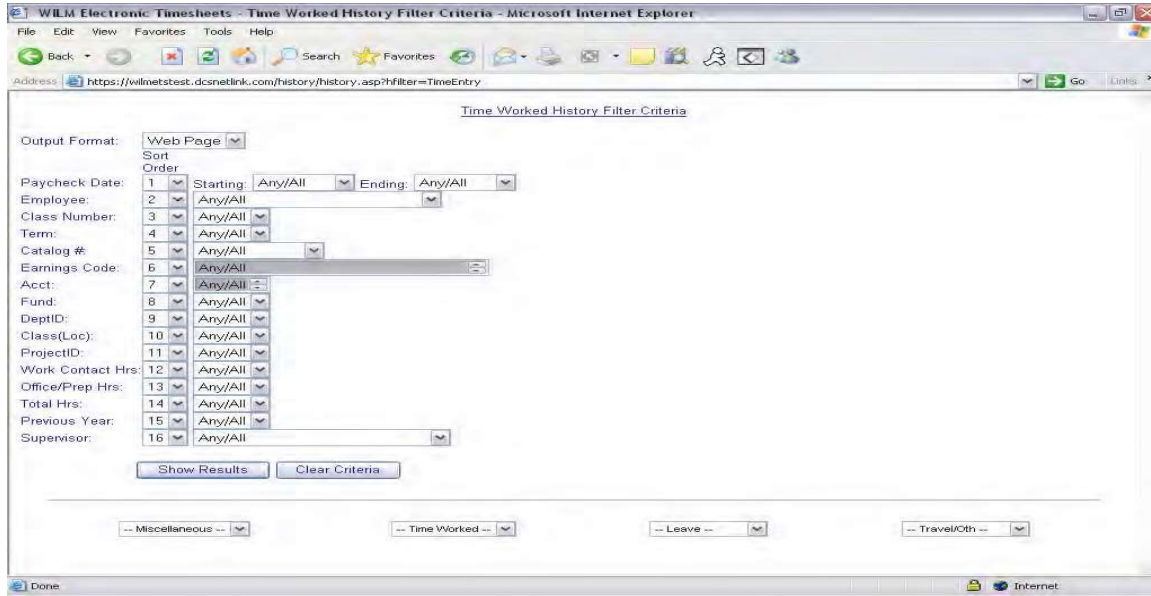 WILM Electronic Timesheets - Time Worked History Filter Criteria - Microsoft Internet Explorer
File Edit View Favorites Tools Help
Back Search Favorites
Address https://wilmetstest.dcsnetlink.com/history/history.asp?hfilter=TimeEntry Go Links »
Time Worked History Filter Criteria
Output Format: Web Page
Sort
Order
Paycheck Date: 1 Starting: Any/All Ending: Any/All
Employee: 2 Any/All
Class Number: 3 Any/All
Term: 4 Any/All
Catalog #: 5 Any/All
Earnings Code: 6 Any/All
Acct: 7 Any/All
Fund: 8 Any/All
DeptID: 9 Any/All
Class(Loc): 10 Any/All
ProjectID: 11 Any/All
Work Contact Hrs: 12 Any/All
Office/Prep Hrs: 13 Any/All
Total Hrs: 14 Any/All
Previous Year: 15 Any/All
Supervisor: 16 Any/All
Show Results Clear Criteria
-- Miscellaneous -- -- Time Worked -- -- Leave -- -- Travel/Oth --
Done Internet